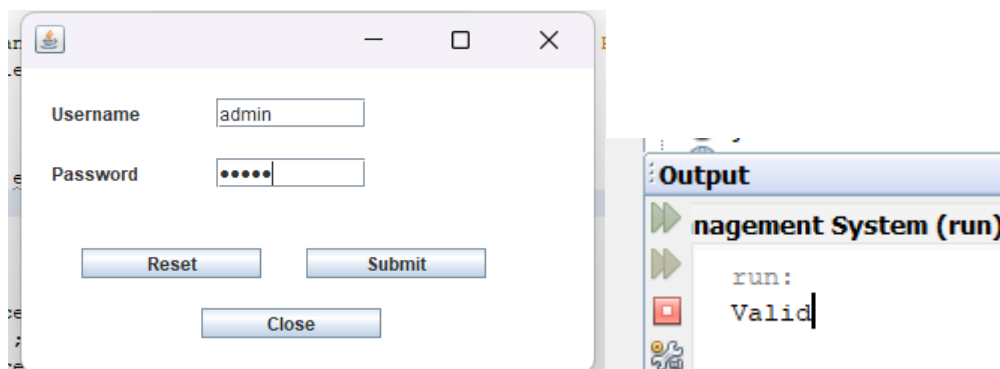 Username
admin
Password
•••••
Reset
Submit
Close
Output
nagement System (run)
run:
Valid